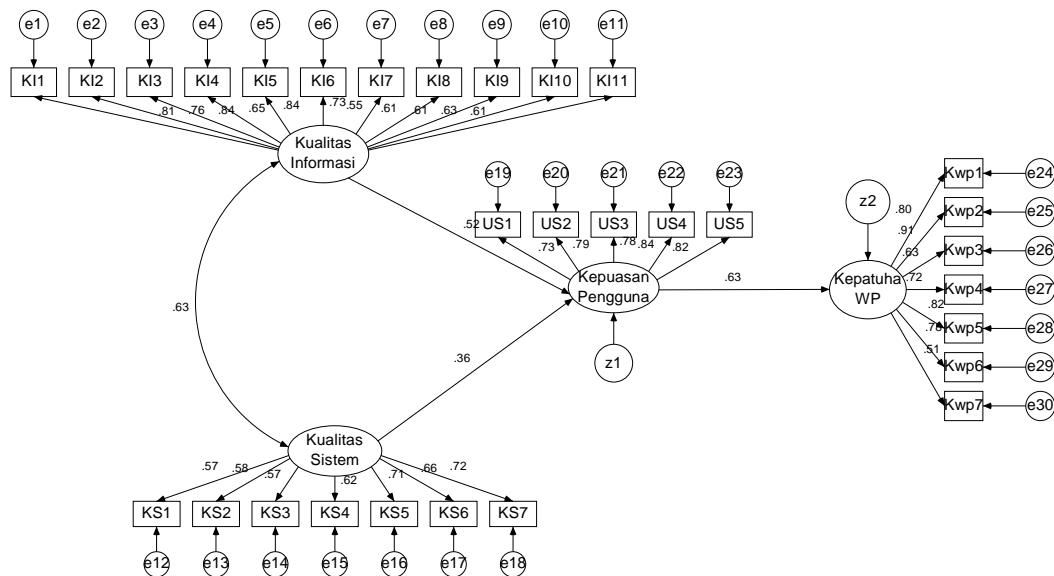 e1 e2 e3 e4 e5 e6 e7 e8 e9 e10 e11
KI1 KI2 KI3 KI4 KI5 KI6 KI7 KI8 KI9 KI10 KI11
.81 .76 .84 .65 .84 .73 .55 .61 .61 .63 .61
Kualitas
Informasi
e19 e20 e21 e22 e23
US1 US2 US3 US4 US5
.52 .73 .79 .78 .84 .82
Kepuasan
Pengguna
z1
.63
.63
.36
z2
Kepatuha
WP
.80 .91 .63 .72 .82 .78 .51
Kwp1 e24
Kwp2 e25
Kwp3 e26
Kwp4 e27
Kwp5 e28
Kwp6 e29
Kwp7 e30
Kualitas
Sistem
.57 .58 .57 .62 .71 .66 .72
KS1 KS2 KS3 KS4 KS5 KS6 KS7
e12 e13 e14 e15 e16 e17 e18